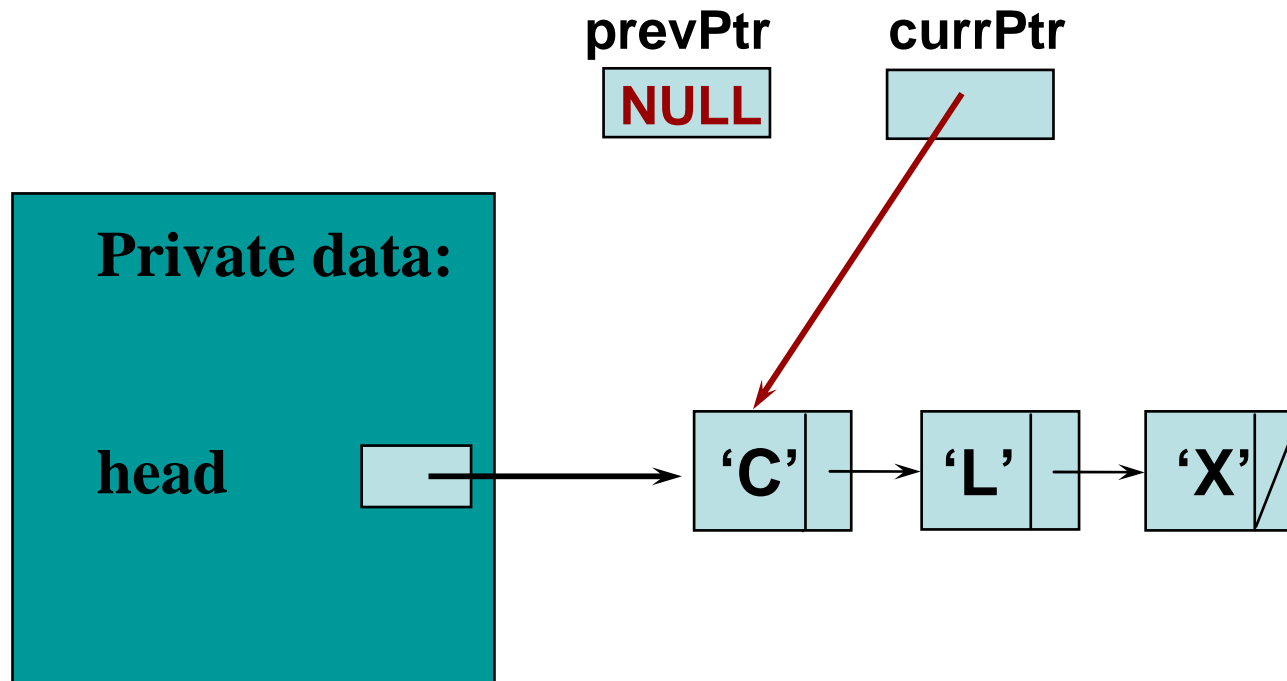 prevPtr currPtr
NULL
Private data:
head
‘C’ ‘L’ ‘X’